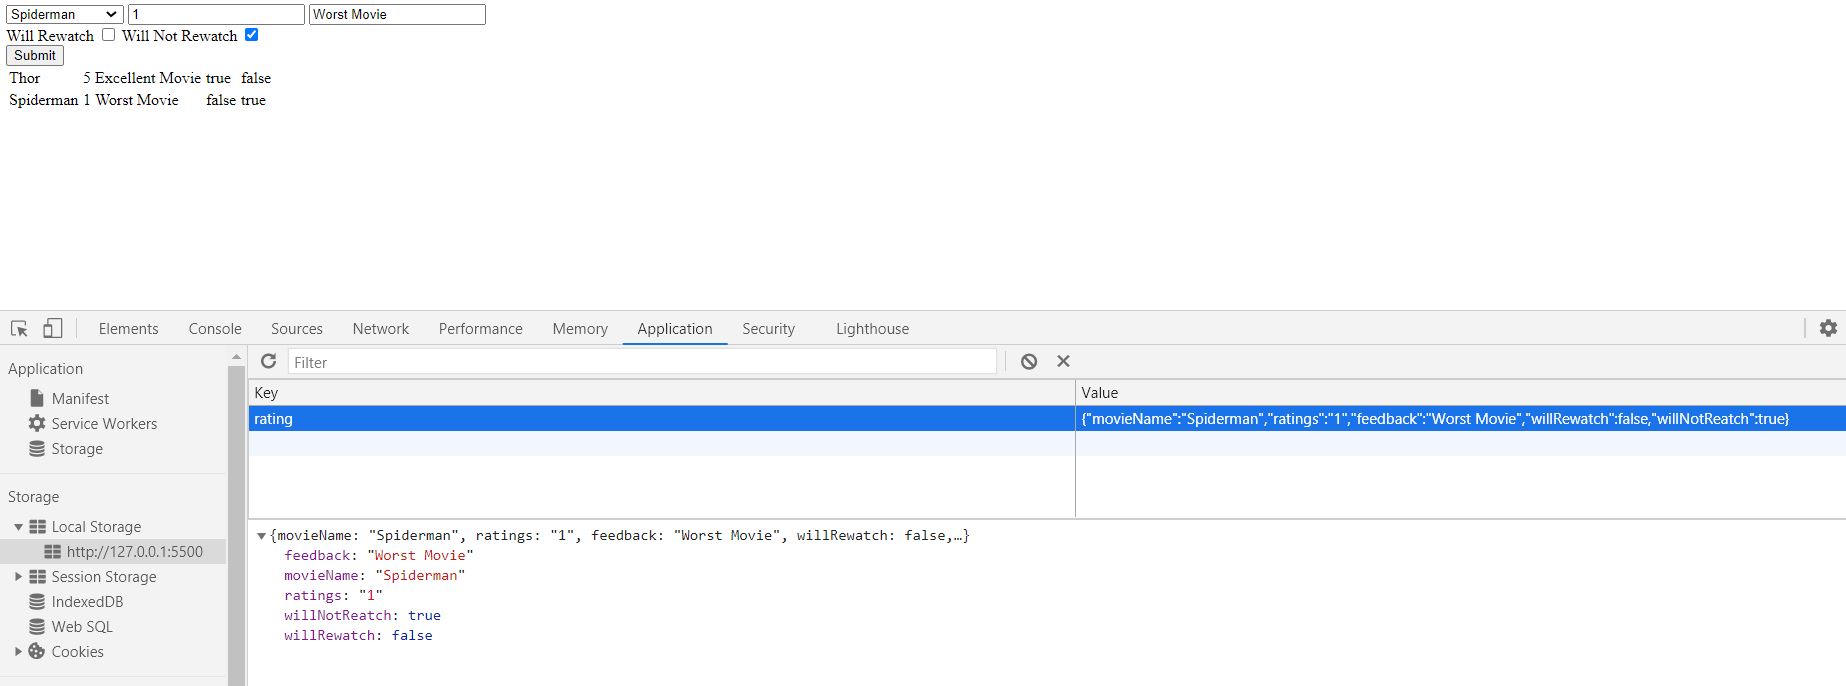 Spiderman 1 Worst Movie
Will Rewatch Will Not Rewatch
Submit
Thor 5 Excellent Movie true false
Spiderman 1 Worst Movie false true
Elements Console Sources Network Performance Memory Application Security Lighthouse
Application
Manifest
Service Workers
Storage
Storage
Local Storage
http://127.0.0.1:5500
Session Storage
IndexedDB
Web SQL
Cookies
Filter
Key Value
rating {"movieName":"Spiderman","ratings":"1","feedback":"Worst Movie","willRewatch":false,"willNotReatch":true}
{movieName: "Spiderman", ratings: "1", feedback: "Worst Movie", willRewatch: false,…}
feedback: "Worst Movie"
movieName: "Spiderman"
ratings: "1"
willNotReatch: true
willRewatch: false